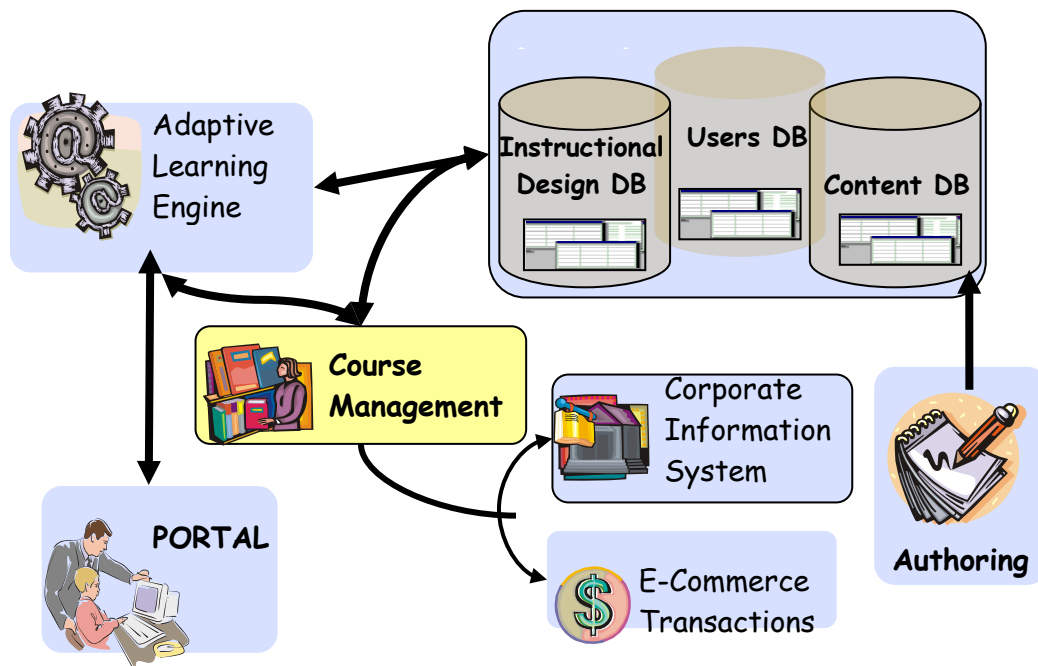 Adaptive
Learning
Engine
Instructional
Design DB
Users DB
Content DB
Course
Management
Corporate
Information
System
PORTAL
E-Commerce
Transactions
Authoring